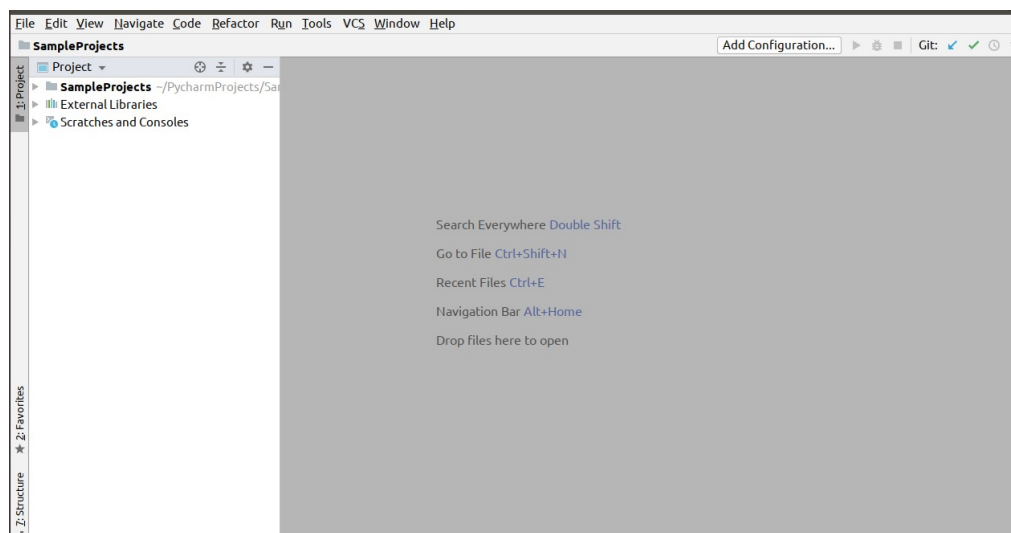 File Edit View Navigate Code Refactor Run Tools VCS Window Help
SampleProjects
Add Configuration...
Git:
1: Project
Project
SampleProjects ~/PycharmProjects/Sa
External Libraries
Scratches and Consoles
Search Everywhere Double Shift
Go to File Ctrl+Shift+N
Recent Files Ctrl+E
Navigation Bar Alt+Home
Drop files here to open
2: Favorites
7: Structure